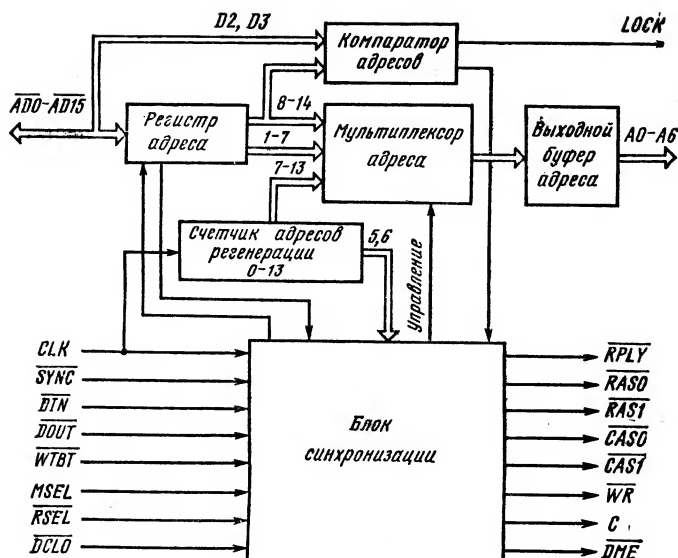 D2, D3
Компаратор
адресов
LOCK
AD0-AD15
Регистр
адреса
8-14
1-7
7-13
Мультиплексор
адреса
Выходной
буфер
адреса
A0-A6
Счетчик адресов
регенерации
0-13
5,6
Управление
CLK
SYNC
DIN
DOUT
WTBT
MSEL
RSEL
DCLO
Блок
синхронизации
RPLY
RAS0
RAS1
CAS0
CAS1
WR
C
DME